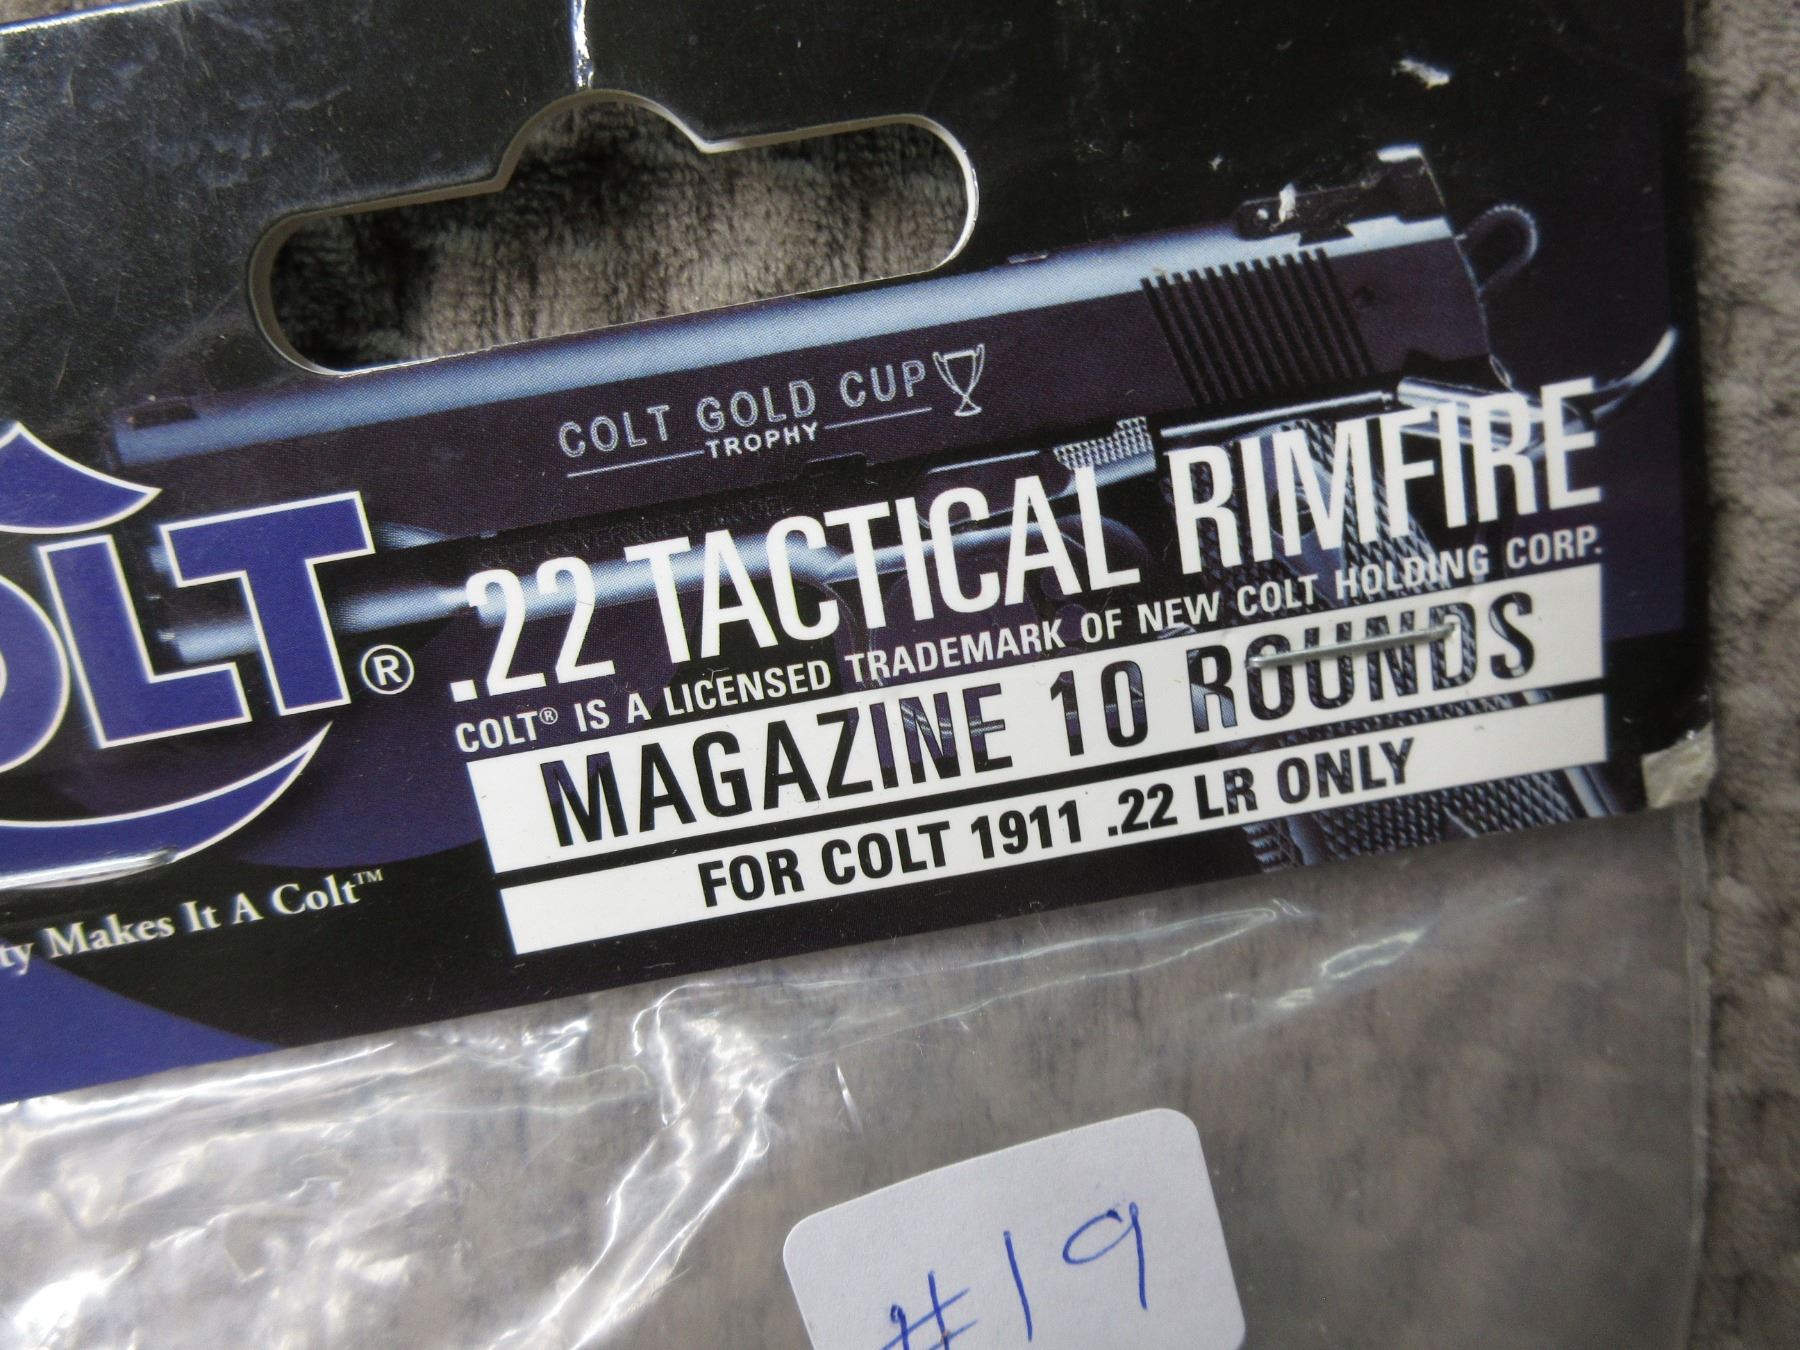 COLT GOLD CUP
TROPHY
OLT®
.22 TACTICAL RIMFIRE
COLT® IS A LICENSED TRADEMARK OF NEW COLT HOLDING CORP.
MAGAZINE 10 ROUNDS
FOR COLT 1911 .22 LR ONLY
ty Makes It A Colt™
#19